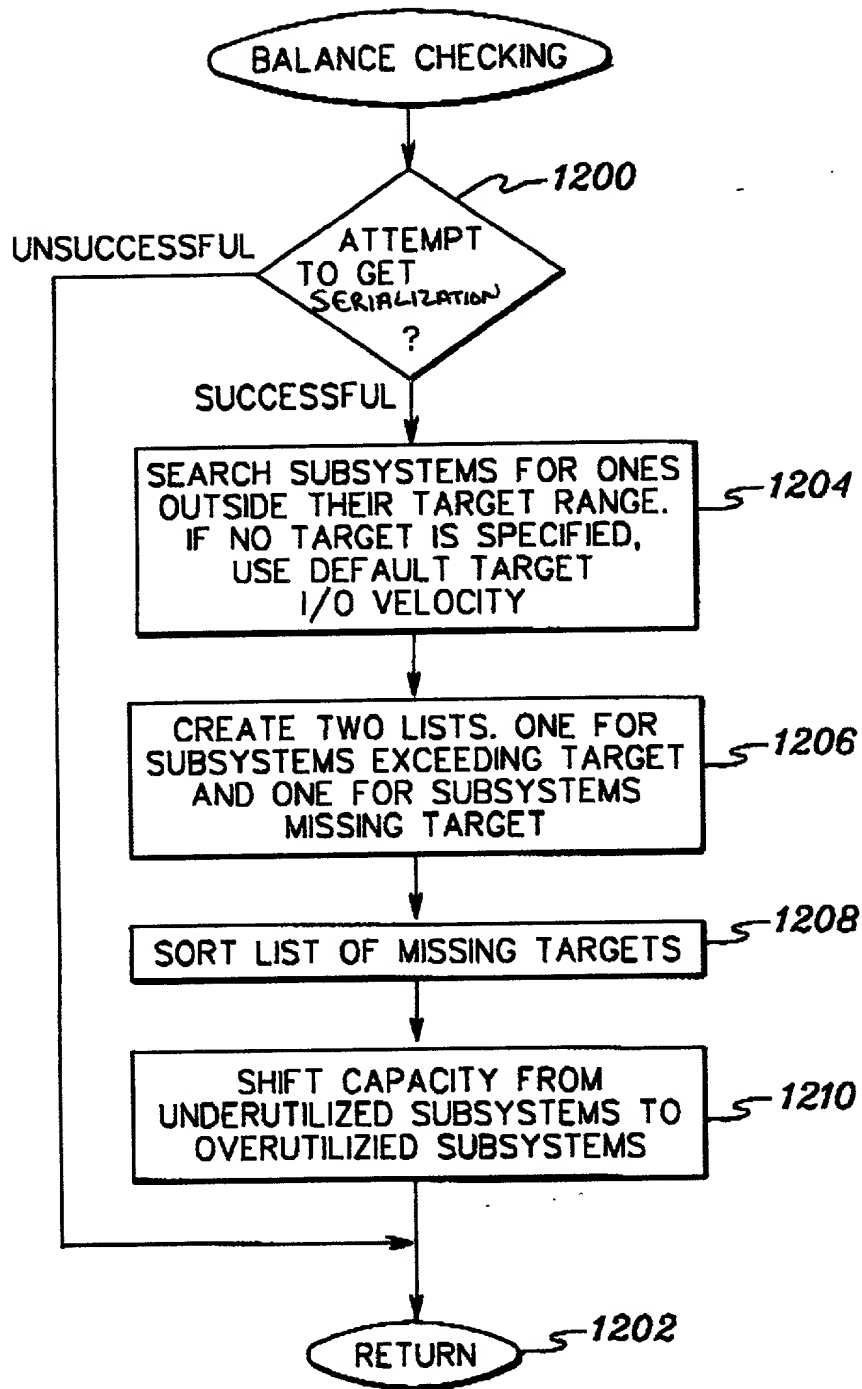 BALANCE CHECKING
1200
UNSUCCESSFUL
ATTEMPT
TO GET
SERIALIZATION
?
SUCCESSFUL
SEARCH SUBSYSTEMS FOR ONES
OUTSIDE THEIR TARGET RANGE.
IF NO TARGET IS SPECIFIED,
USE DEFAULT TARGET
I/O VELOCITY
1204
CREATE TWO LISTS. ONE FOR
SUBSYSTEMS EXCEEDING TARGET
AND ONE FOR SUBSYSTEMS
MISSING TARGET
1206
SORT LIST OF MISSING TARGETS
1208
SHIFT CAPACITY FROM
UNDERUTILIZED SUBSYSTEMS TO
OVERUTILIZIED SUBSYSTEMS
1210
RETURN
1202